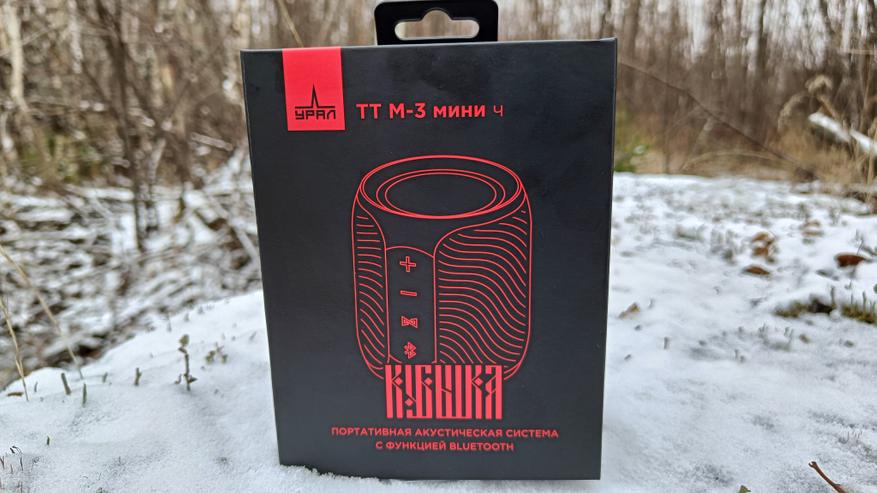 УРАЛ
ТТ М-3 мини ч
КУБЫШКА
ПОРТАТИВНАЯ АКУСТИЧЕСКАЯ СИСТЕМА
С ФУНКЦИЕЙ BLUETOOTH